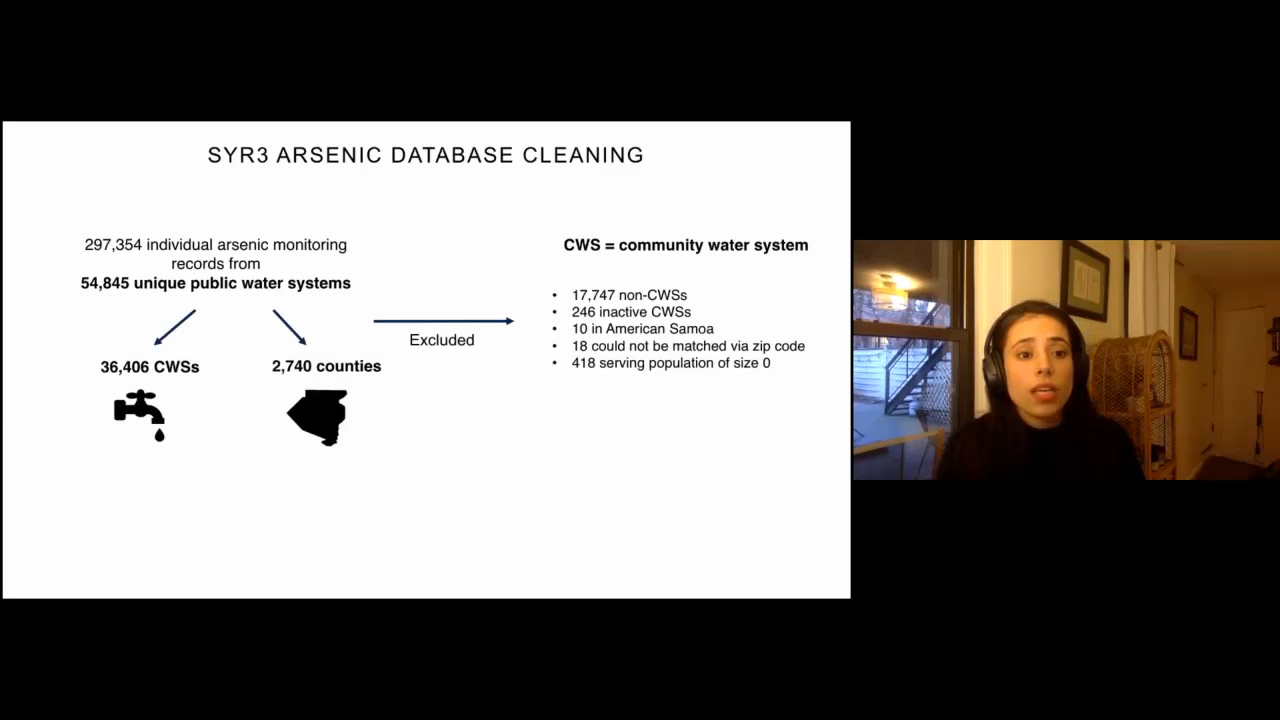 SYR3 ARSENIC DATABASE CLEANING
297,354 individual arsenic monitoring
records from
54,845 unique public water systems
36,406 CWSs
2,740 counties
Excluded
CWS = community water system
• 17,747 non-CWSs
• 246 inactive CWSs
• 10 in American Samoa
• 18 could not be matched via zip code
• 418 serving population of size 0